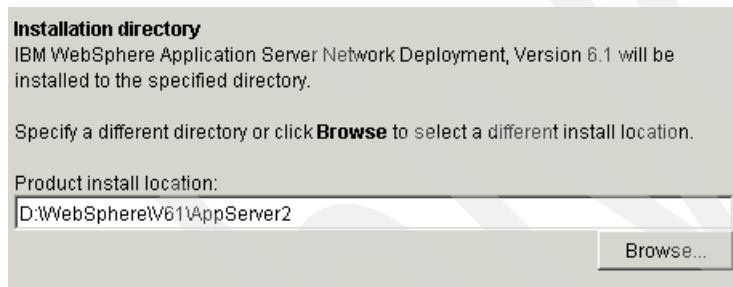 Installation directory
IBM WebSphere Application Server Network Deployment, Version 6.1 will be
installed to the specified directory.
Specify a different directory or click Browse to select a different install location.
Product install location:
D:\WebSphere\V61\AppServer2
Browse...